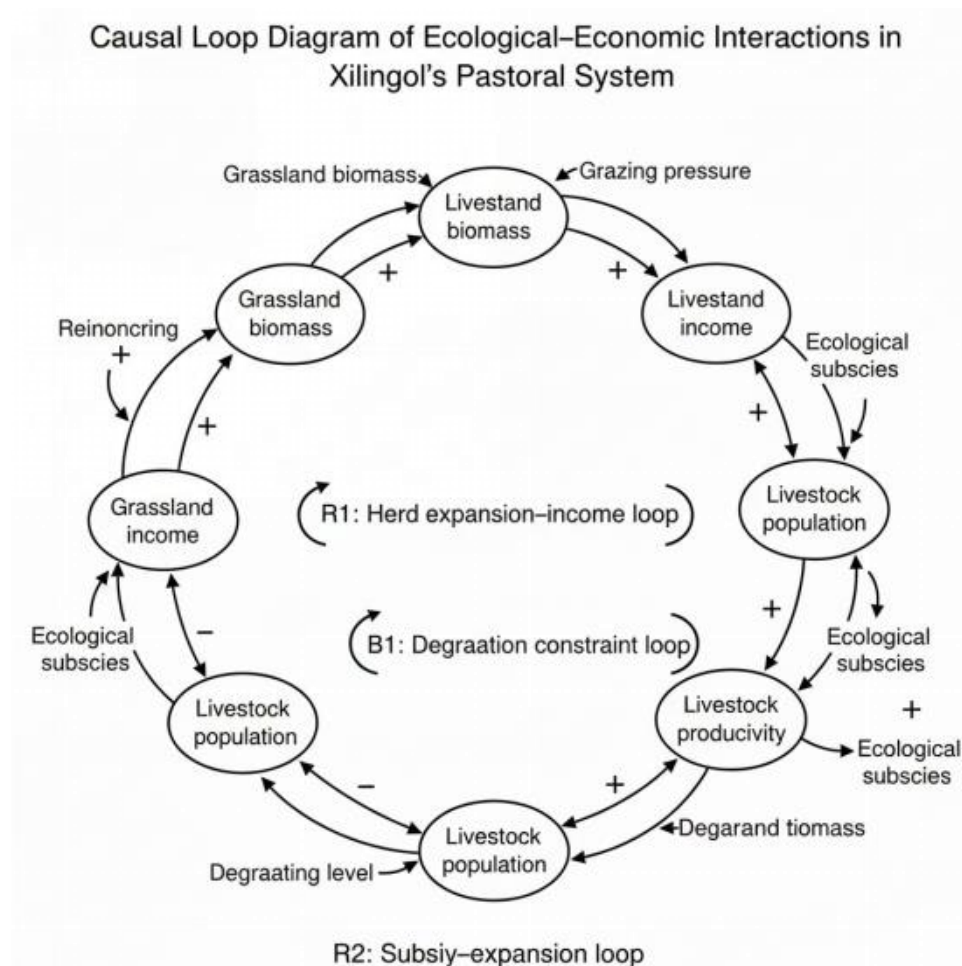 Causal Loop Diagram of Ecological–Economic Interactions in
Xilingol's Pastoral System
Grassland biomass
Grazing pressure
Livestand
biomass
+
+
Grassland
biomass
Livestand
income
Reinoncring
+
Ecological
subscies
+
+
Grassland
income
R1: Herd expansion–income loop
Livestock
population
+
Ecological
subscies
−
B1: Degraation constraint loop
Ecological
subscies
+
Livestock
population
Livestock
producivity
Ecological
subscies
−
+
Livestock
population
Degarand tiomass
Degraating level
R2: Subsiy–expansion loop